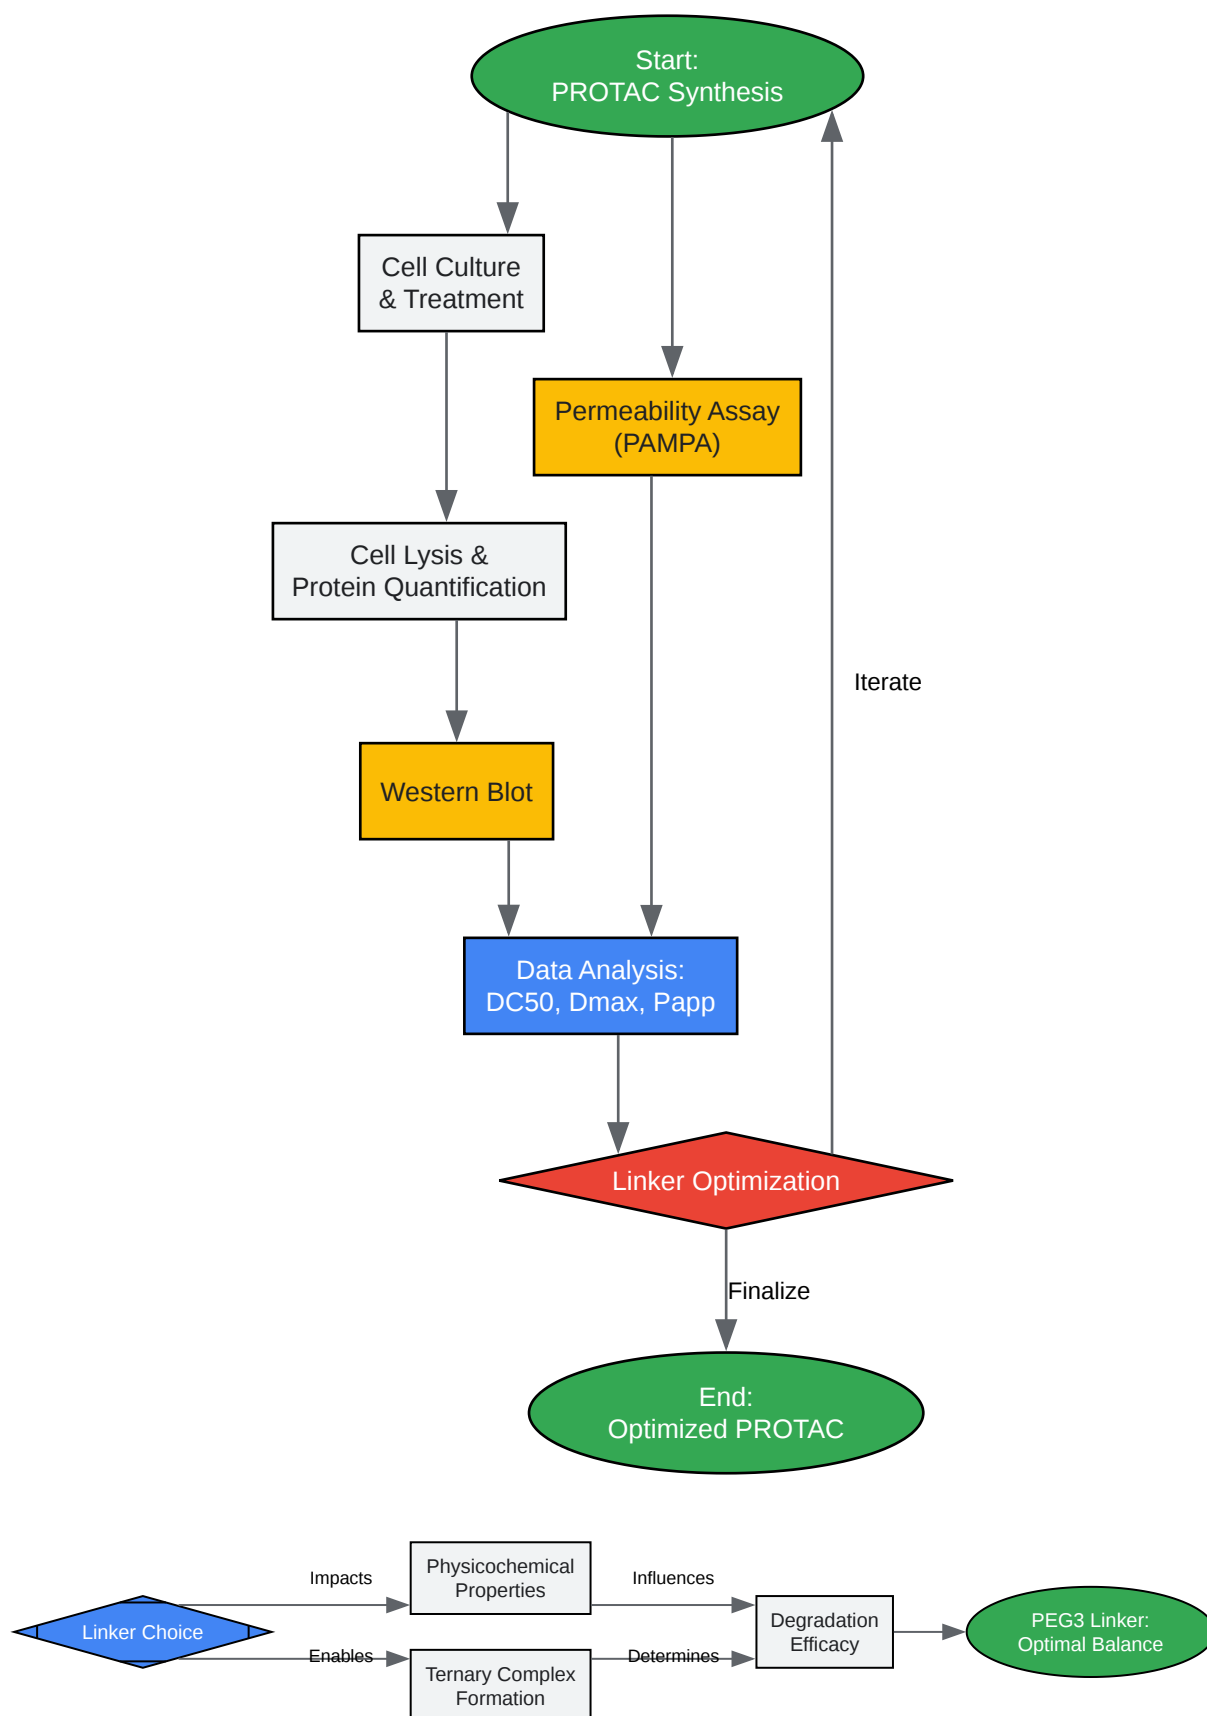 Start:
PROTAC Synthesis
Cell Culture
& Treatment
Permeability Assay
(PAMPA)
Cell Lysis &
Protein Quantification
Iterate
Western Blot
Data Analysis:
DC50, Dmax, Papp
Linker Optimization
Finalize
End:
Optimized PROTAC
Linker Choice
Impacts
Enables
Physicochemical
Properties
Ternary Complex
Formation
Influences
Determines
Degradation
Efficacy
PEG3 Linker:
Optimal Balance